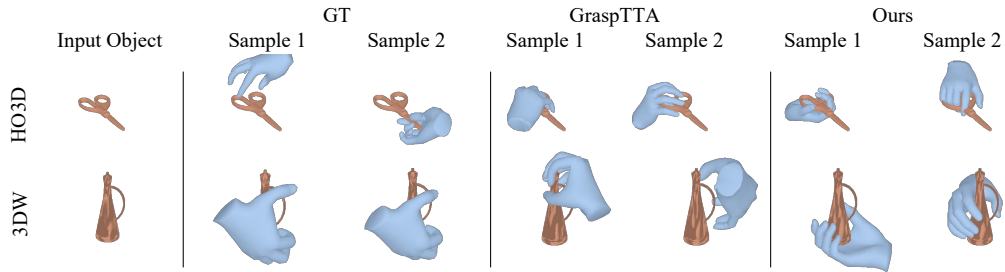 GT GraspTTA Ours
Input Object Sample 1 Sample 2 Sample 1 Sample 2 Sample 1 Sample 2
HO3D
3DW